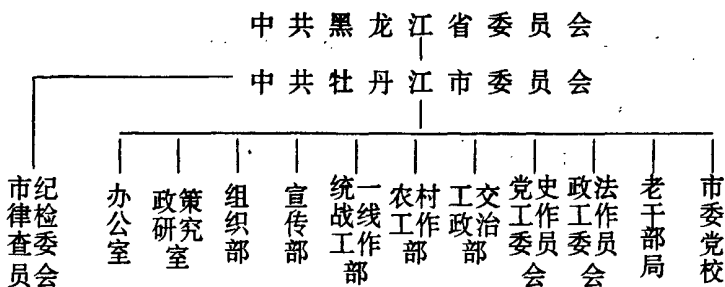 中共黑龙江省委员会
中共牡丹江市委员会
市纪律检查委员会
办公室
政策研究室
组织部
宣传部
统一战线工作部
农村工作部
工交政治部
党史工作委员会
政法工作委员会
老干部局
市委党校